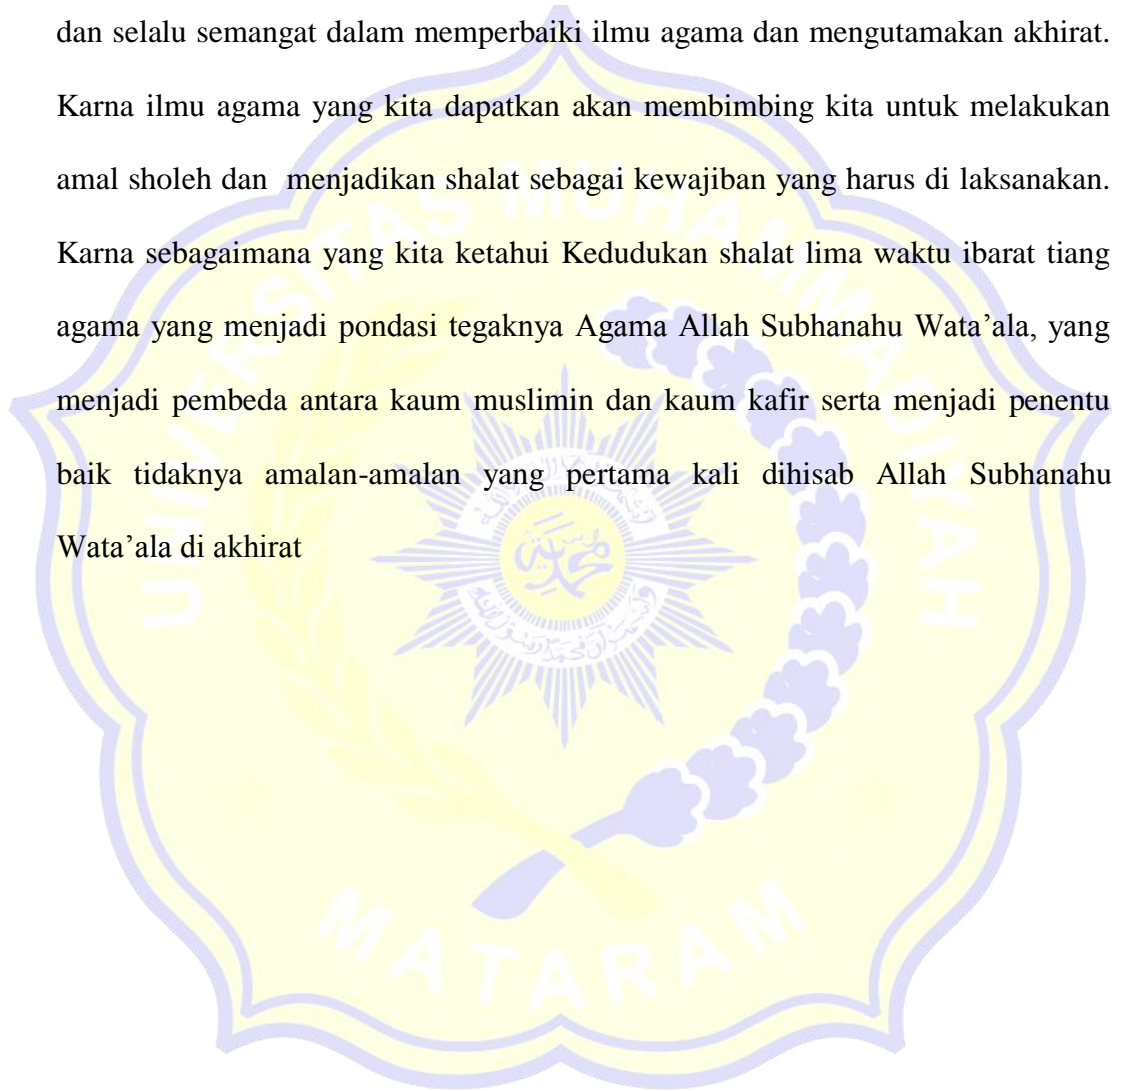 dan selalu semangat dalam memperbaiki ilmu agama dan mengutamakan akhirat.
Karna ilmu agama yang kita dapatkan akan membimbing kita untuk melakukan
amal sholeh dan  menjadikan shalat sebagai kewajiban yang harus di laksanakan.
Karna sebagaimana yang kita ketahui Kedudukan shalat lima waktu ibarat tiang
agama yang menjadi pondasi tegaknya Agama Allah Subhanahu Wata’ala, yang
menjadi pembeda antara kaum muslimin dan kaum kafir serta menjadi penentu
baik tidaknya amalan-amalan yang pertama kali dihisab Allah Subhanahu
Wata’ala di akhirat
UNIVERSITAS MUHAMMADIYAH
MATARAM